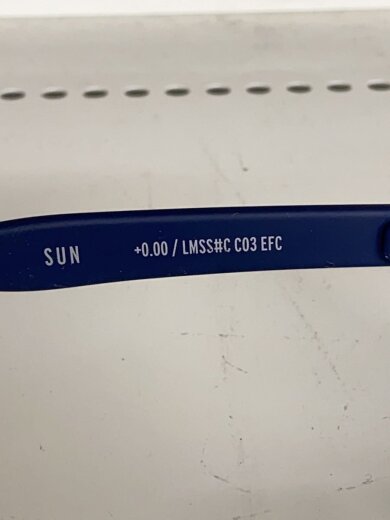 SUN +0.00 / LMSS#C C03 EFC